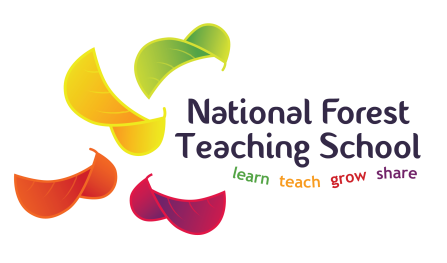 National Forest
Teaching School
learn teach grow share